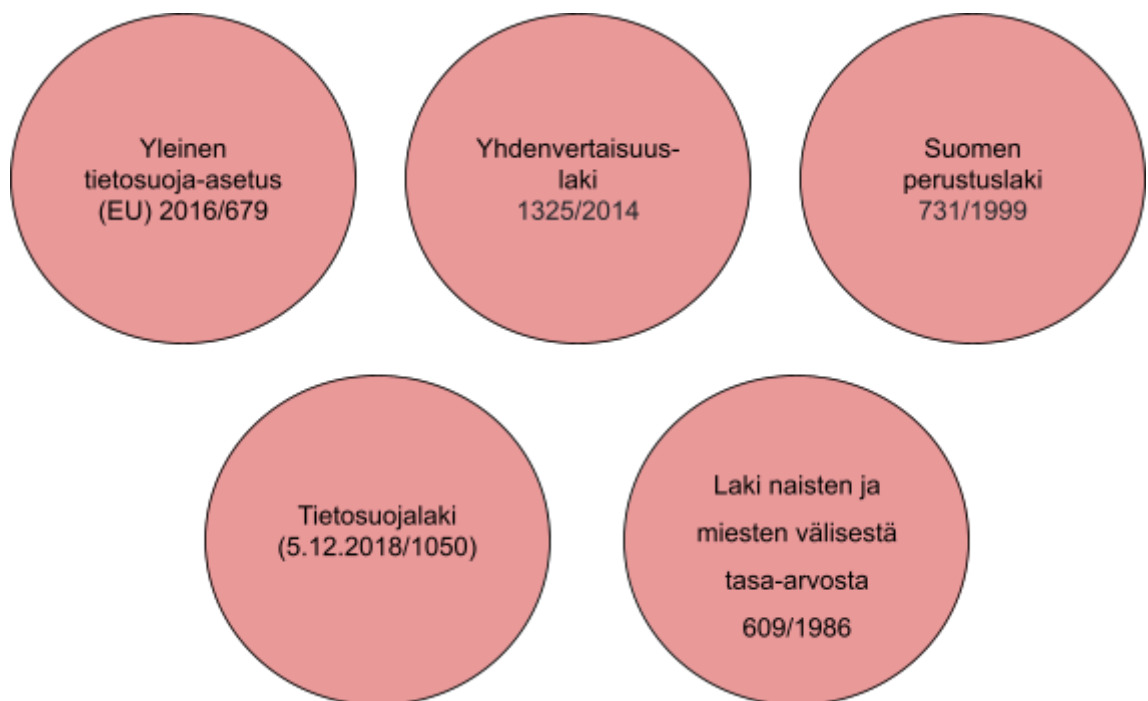 Yleinen
tietosuoja-asetus
(EU) 2016/679
Yhdenvertaisuus-
laki
1325/2014
Suomen
perustuslaki
731/1999
Tietosuojalaki
(5.12.2018/1050)
Laki naisten ja
miesten välisestä
tasa-arvosta
609/1986